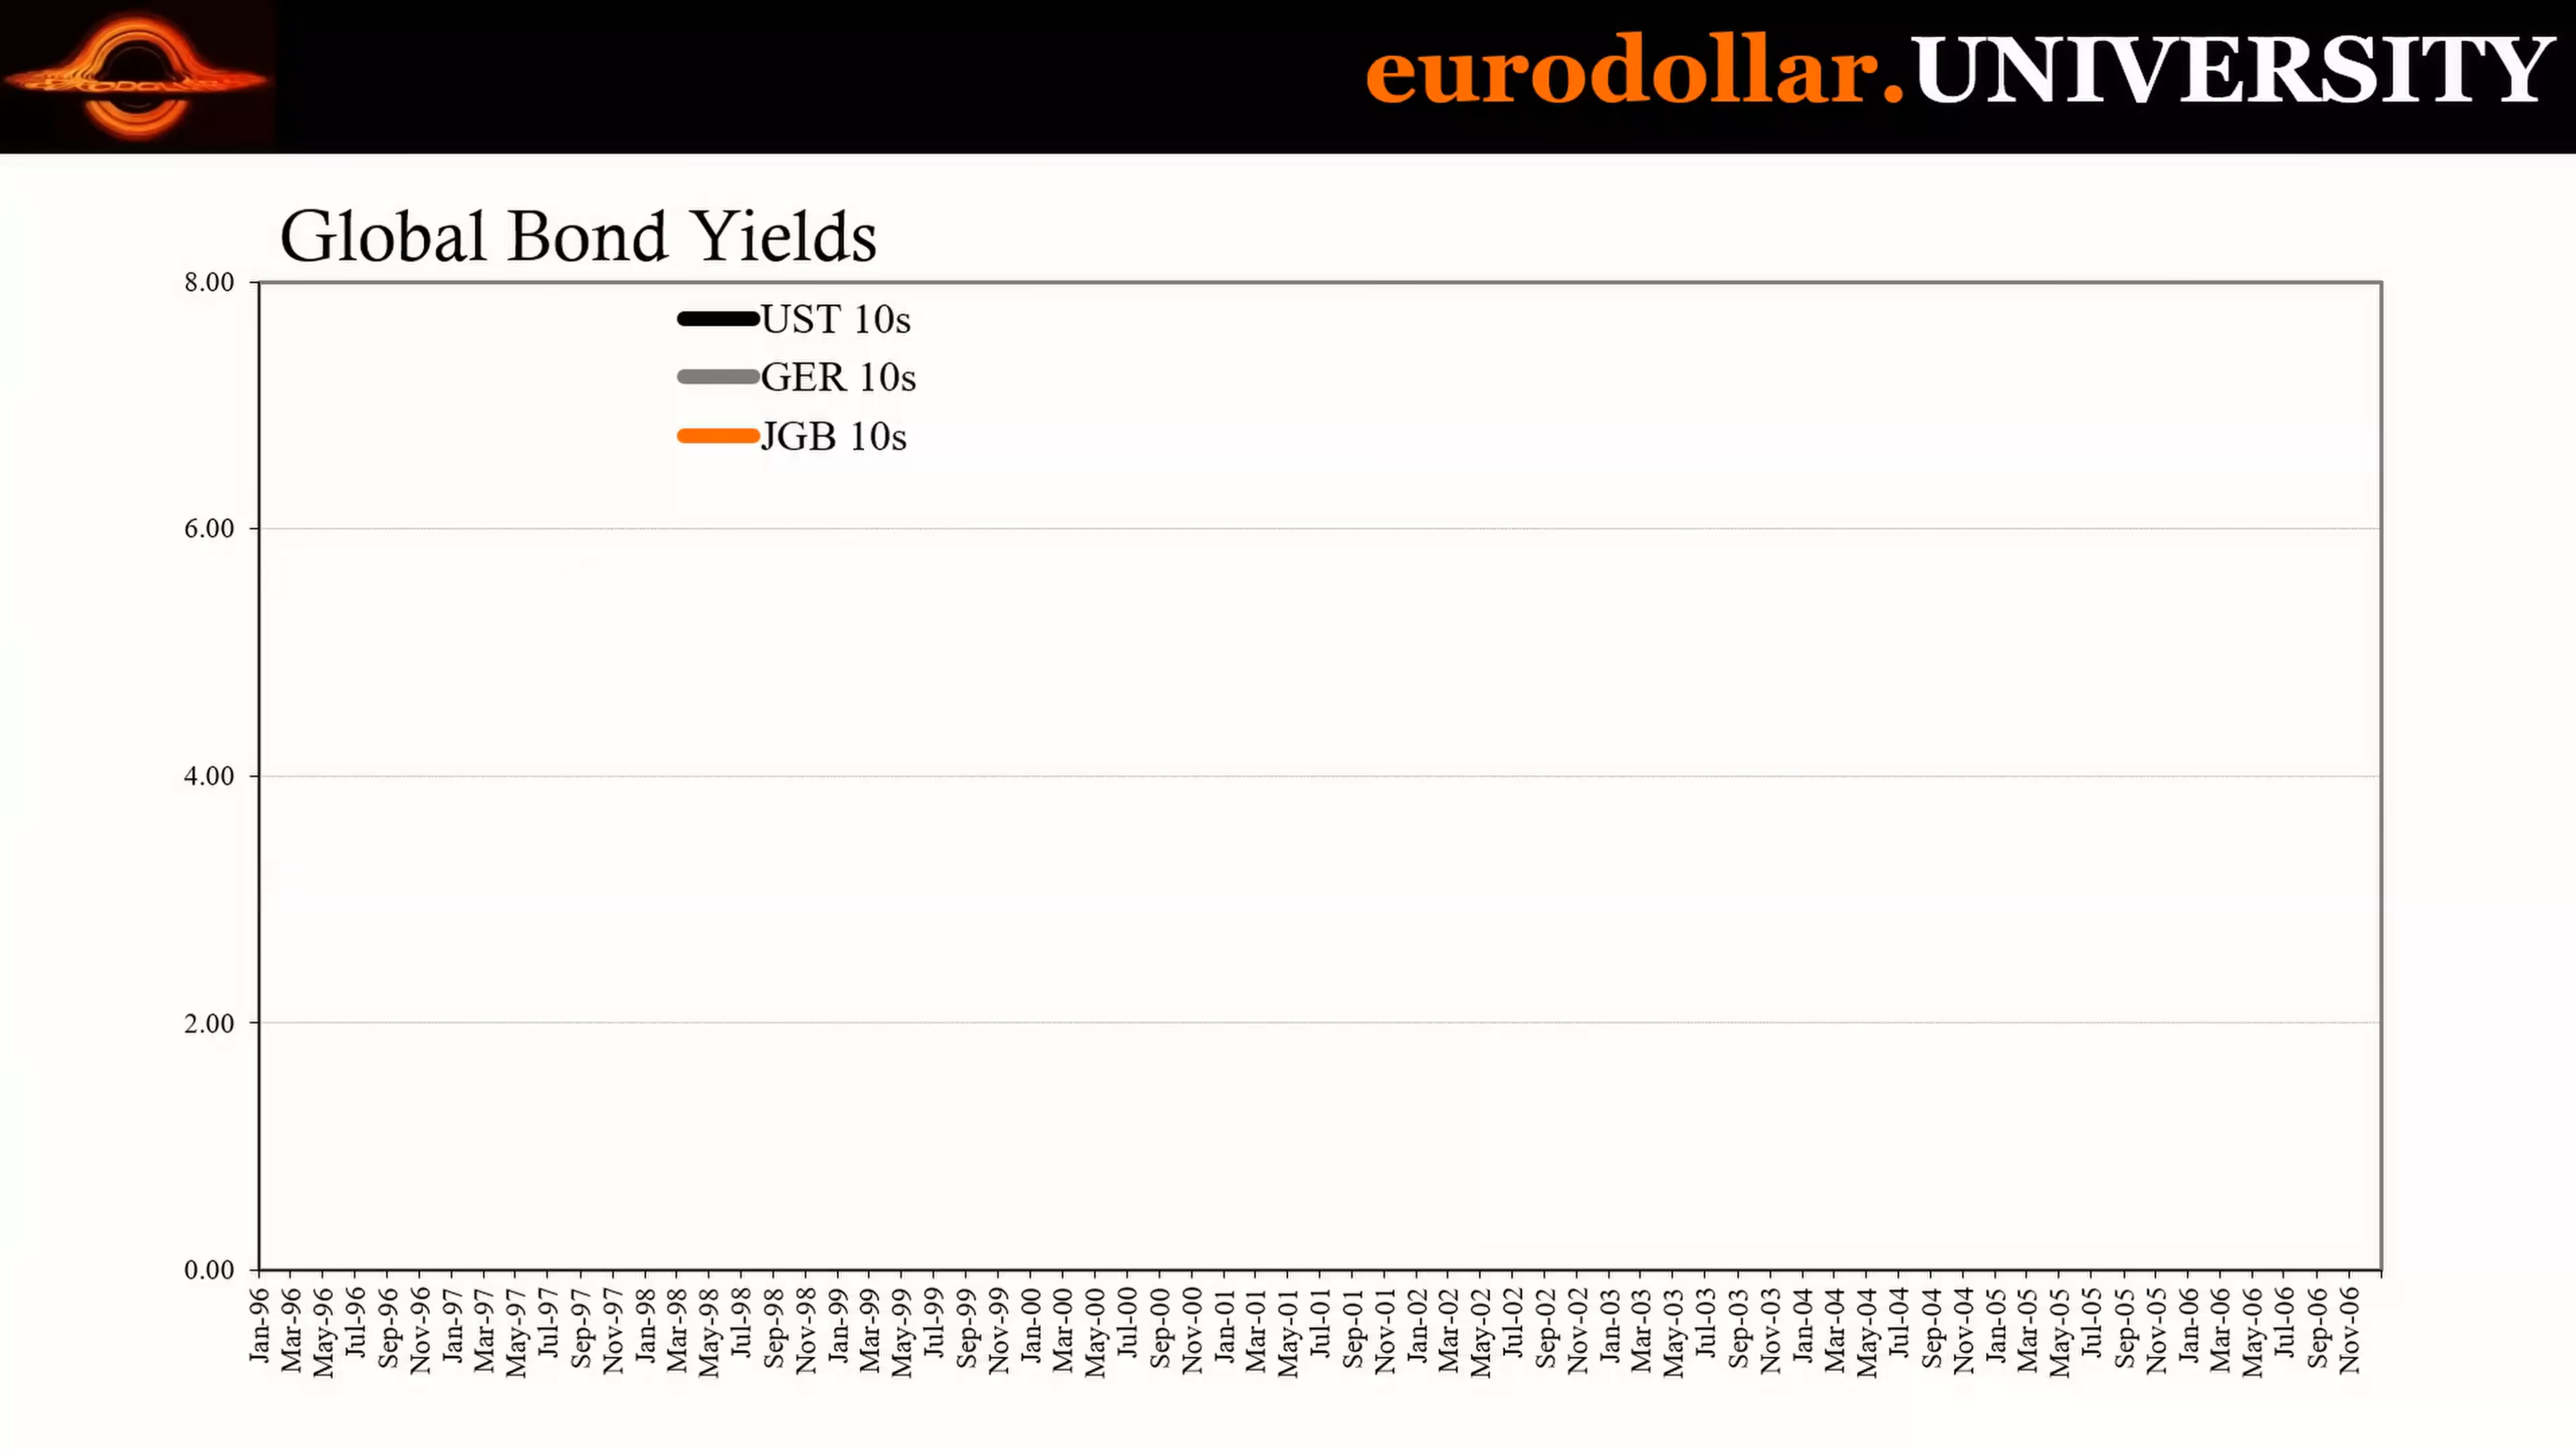 eurodollar.UNIVERSITY
Global Bond Yields
8.00
UST 10s
GER 10s
JGB 10s
6.00
4.00
2.00
0.00
Jan-96 Mar-96 May-96 Jul-96 Sep-96 Nov-96 Jan-97 Mar-97 May-97 Jul-97 Sep-97 Nov-97 Jan-98 Mar-98 May-98 Jul-98 Sep-98 Nov-98 Jan-99 Mar-99 May-99 Jul-99 Sep-99 Nov-99 Jan-00 Mar-00 May-00 Jul-00 Sep-00 Nov-00 Jan-01 Mar-01 May-01 Jul-01 Sep-01 Nov-01 Jan-02 Mar-02 May-02 Jul-02 Sep-02 Nov-02 Jan-03 Mar-03 May-03 Jul-03 Sep-03 Nov-03 Jan-04 Mar-04 May-04 Jul-04 Sep-04 Nov-04 Jan-05 Mar-05 May-05 Jul-05 Sep-05 Nov-05 Jan-06 Mar-06 May-06 Jul-06 Sep-06 Nov-06